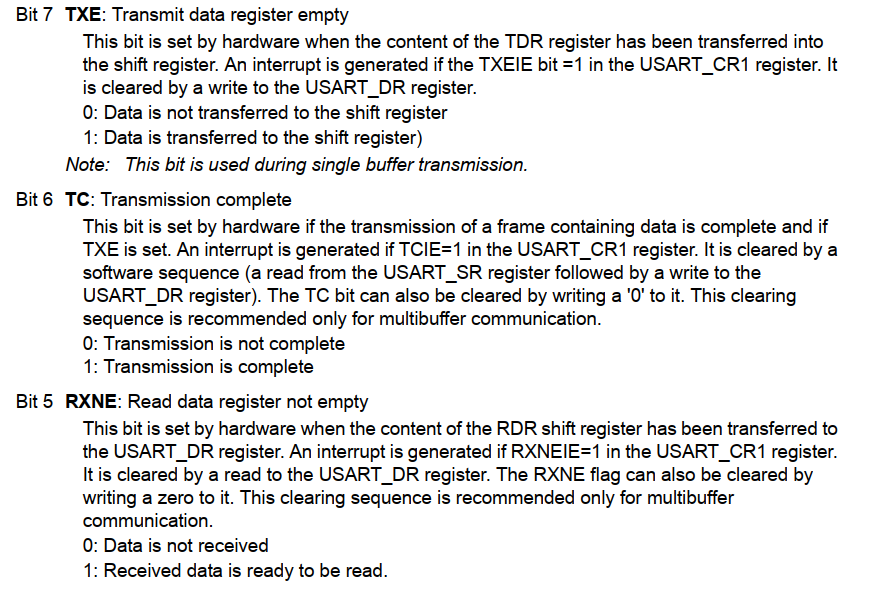 Bit 7 TXE: Transmit data register empty
This bit is set by hardware when the content of the TDR register has been transferred into
the shift register. An interrupt is generated if the TXEIE bit =1 in the USART_CR1 register. It
is cleared by a write to the USART_DR register.
0: Data is not transferred to the shift register
1: Data is transferred to the shift register)
Note: This bit is used during single buffer transmission.
Bit 6 TC: Transmission complete
This bit is set by hardware if the transmission of a frame containing data is complete and if
TXE is set. An interrupt is generated if TCIE=1 in the USART_CR1 register. It is cleared by a
software sequence (a read from the USART_SR register followed by a write to the
USART_DR register). The TC bit can also be cleared by writing a '0' to it. This clearing
sequence is recommended only for multibuffer communication.
0: Transmission is not complete
1: Transmission is complete
Bit 5 RXNE: Read data register not empty
This bit is set by hardware when the content of the RDR shift register has been transferred to
the USART_DR register. An interrupt is generated if RXNEIE=1 in the USART_CR1 register.
It is cleared by a read to the USART_DR register. The RXNE flag can also be cleared by
writing a zero to it. This clearing sequence is recommended only for multibuffer
communication.
0: Data is not received
1: Received data is ready to be read.